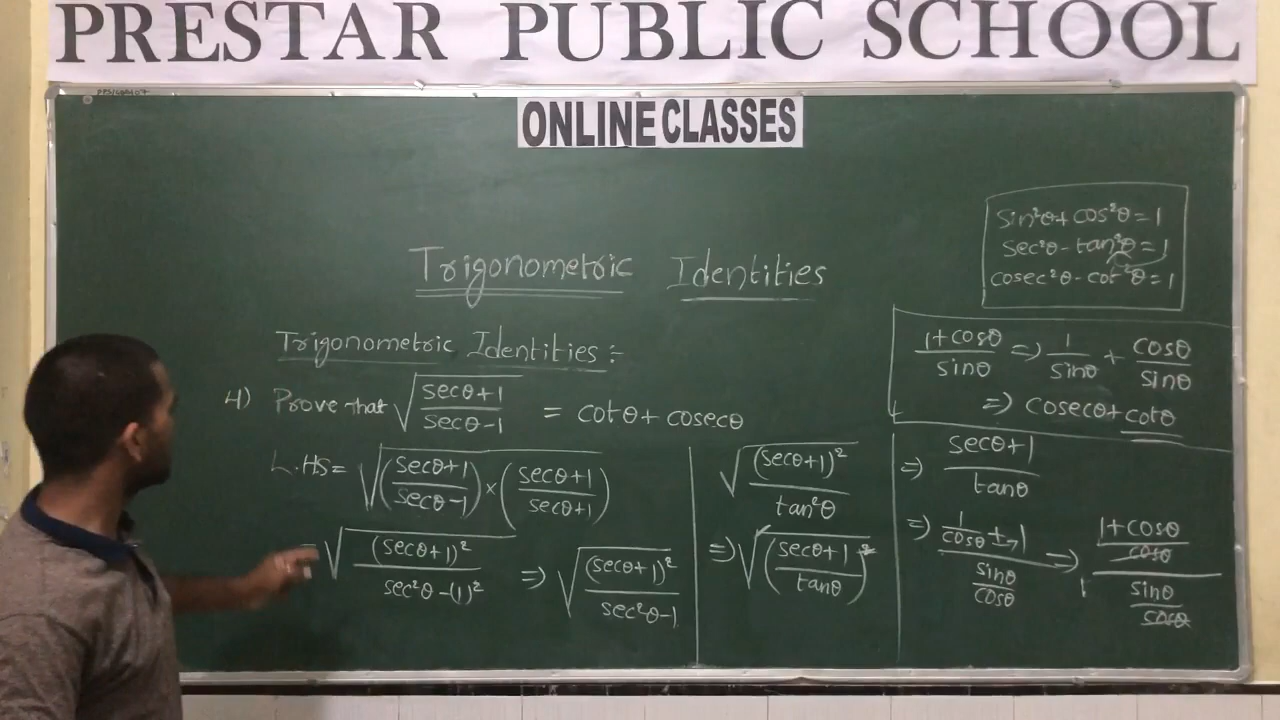 PRESTAR PUBLIC SCHOOL
ONLINE CLASSES
sin²θ + cos²θ = 1
sec²θ - tan²θ = 1
cosec²θ - cot²θ = 1
Trigonometric Identities
Trigonometric Identities :-
4) Prove that √((secθ+1)/(secθ-1)) = cotθ + cosecθ
L.HS = √(((secθ+1)/(secθ-1)) × ((secθ+1)/(secθ+1)))
= √((secθ+1)²/(sec²θ-(1)²)) ⇒ √((secθ+1)²/(sec²θ-1))
√((secθ+1)²/tan²θ)
⇒ √((secθ+1)/tanθ)²
(1+cosθ)/sinθ ⇒ 1/sinθ + cosθ/sinθ
⇒ cosecθ + cotθ
⇒ (secθ+1)/tanθ
⇒ (1/cosθ + 1)/(sinθ/cosθ) ⇒ ((1+cosθ)/cosθ)/(sinθ/cosθ)